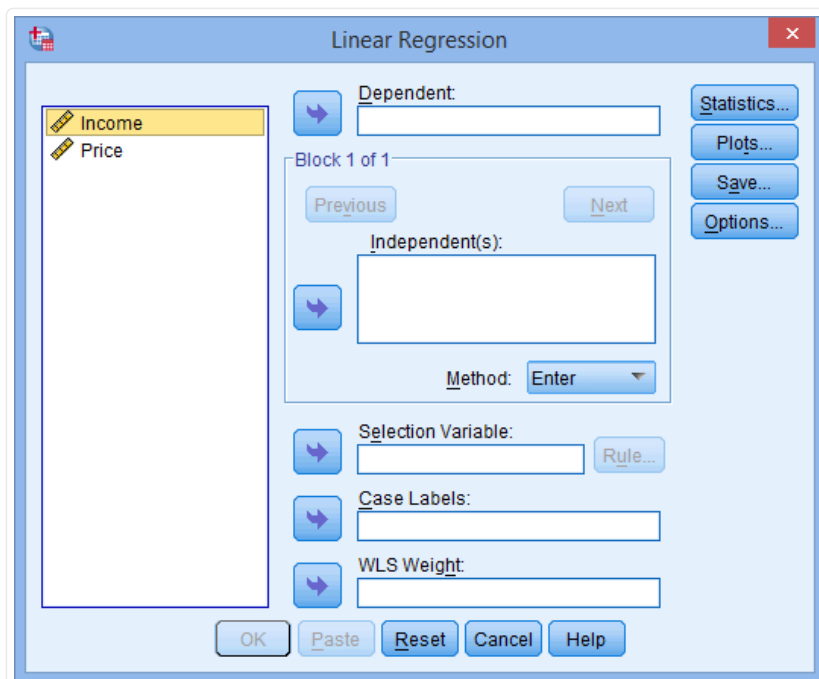 Linear Regression
Income
Price
Dependent:
Statistics...
Plots...
Save...
Options...
Block 1 of 1
Previous
Next
Independent(s):
Method:
Enter
Selection Variable:
Rule...
Case Labels:
WLS Weight:
OK
Paste
Reset
Cancel
Help